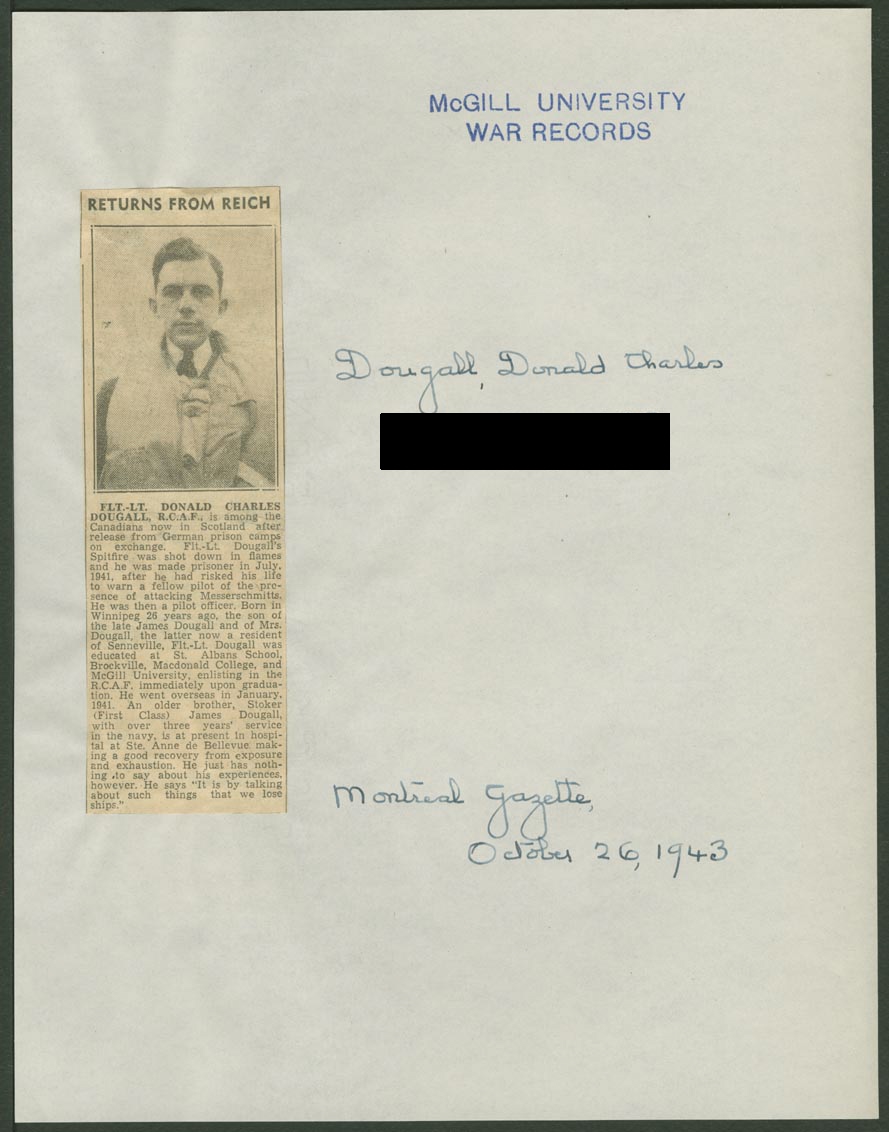 McGILL UNIVERSITY
WAR RECORDS
RETURNS FROM REICH
FLT.-LT. DONALD CHARLES
DOUGALL, R.C.A.F., is among the
Canadians now in Scotland after
release from German prison camps
on exchange. Flt.-Lt. Dougall's
Spitfire was shot down in flames
and he was made prisoner in July,
1941, after he had risked his life
to warn a fellow pilot of the pre-
sence of attacking Messerschmitts.
He was then a pilot officer. Born in
Winnipeg 26 years ago, the son of
the late James Dougall and of Mrs.
Dougall, the latter now a resident
of Senneville, Flt.-Lt. Dougall was
educated at St. Albans School,
Brockville, Macdonald College, and
McGill University, enlisting in the
R.C.A.F. immediately upon gradua-
tion. He went overseas in January,
1941. An older brother, Stoker
(First Class) James Dougall,
with over three years' service
in the navy, is at present in hospi-
tal at Ste. Anne de Bellevue mak-
ing a good recovery from exposure
and exhaustion. He just has noth-
ing to say about his experiences,
however. He says "It is by talking
about such things that we lose
ships."
Dougall, Donald Charles
Montreal Gazette,
October 26, 1943